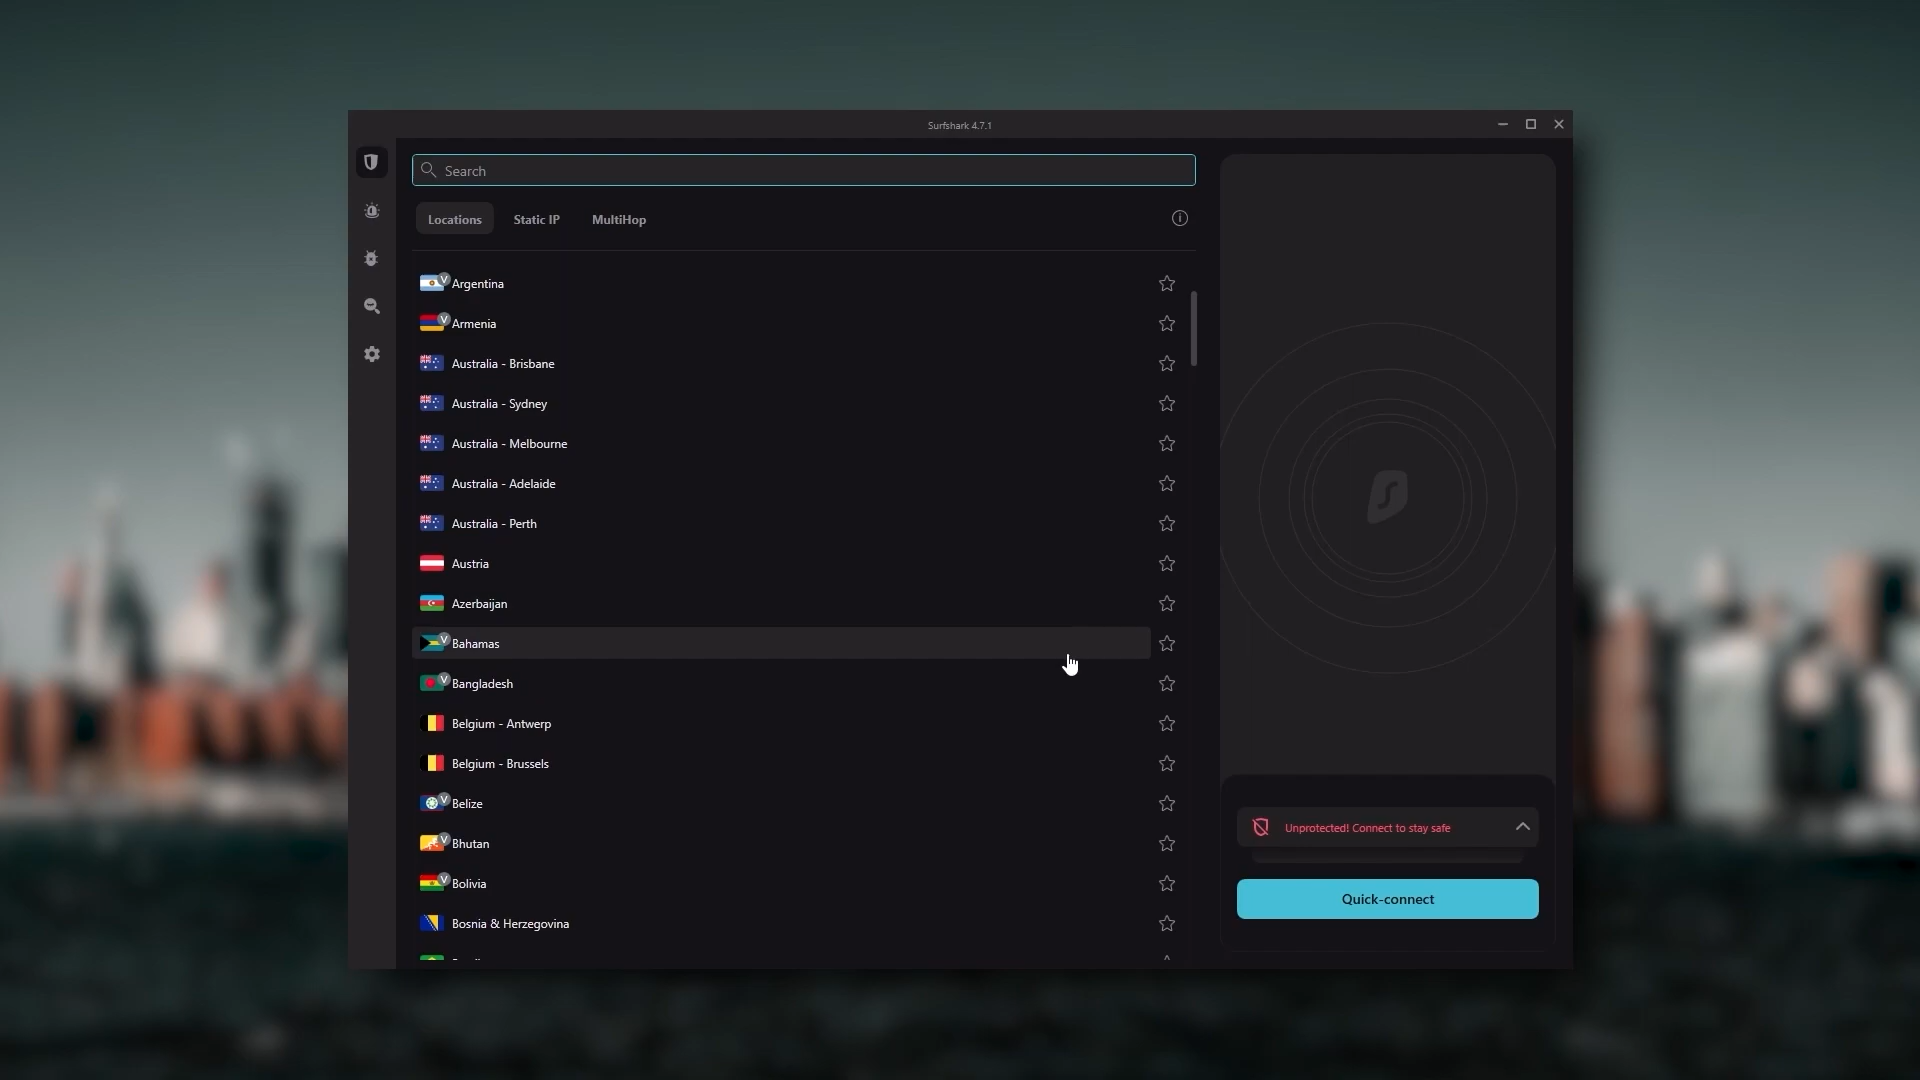 Surfshark 4.7.1
Search
Locations
Static IP
MultiHop
V Argentina
V Armenia
Australia - Brisbane
Australia - Sydney
Australia - Melbourne
Australia - Adelaide
Australia - Perth
Austria
Azerbaijan
V Bahamas
V Bangladesh
Belgium - Antwerp
Belgium - Brussels
V Belize
V Bhutan
V Bolivia
Bosnia & Herzegovina
Unprotected! Connect to stay safe
Quick-connect